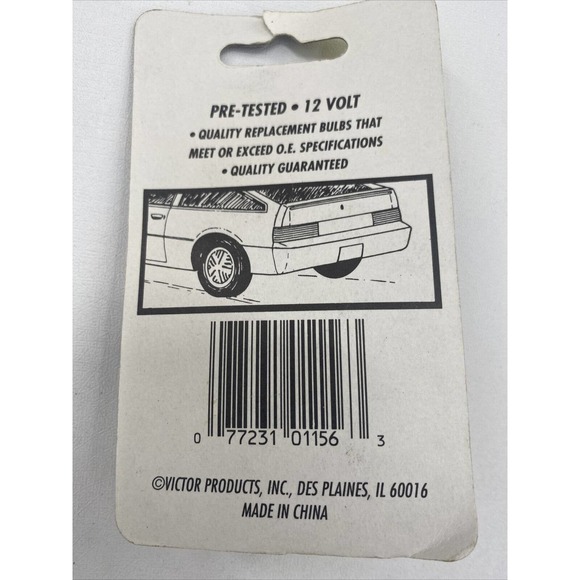 PRE-TESTED • 12 VOLT
• QUALITY REPLACEMENT BULBS THAT
MEET OR EXCEED O.E. SPECIFICATIONS
• QUALITY GUARANTEED
0 77231 01156 3
©VICTOR PRODUCTS, INC., DES PLAINES, IL 60016
MADE IN CHINA